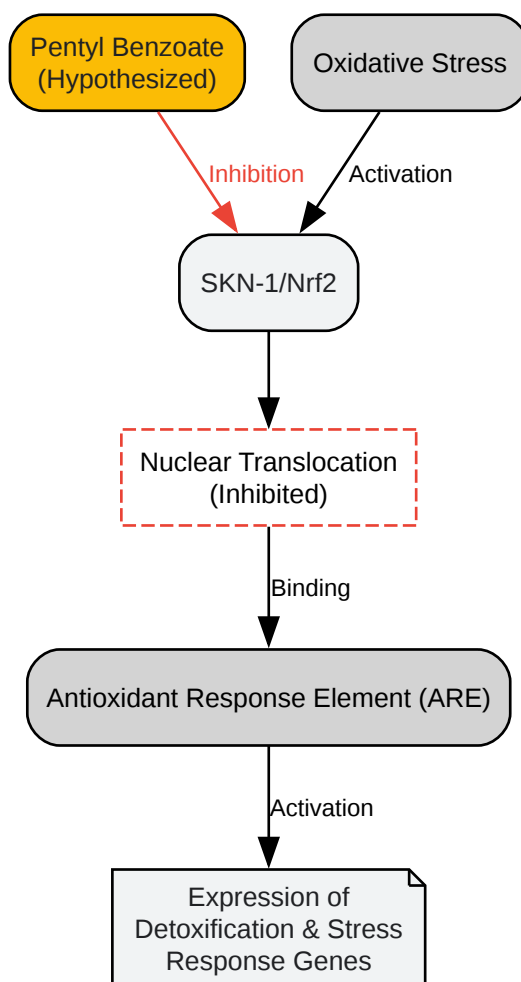 Pentyl Benzoate
(Hypothesized)
Oxidative Stress
Inhibition
Activation
SKN-1/Nrf2
Nuclear Translocation
(Inhibited)
Binding
Antioxidant Response Element (ARE)
Activation
Expression of
Detoxification & Stress
Response Genes